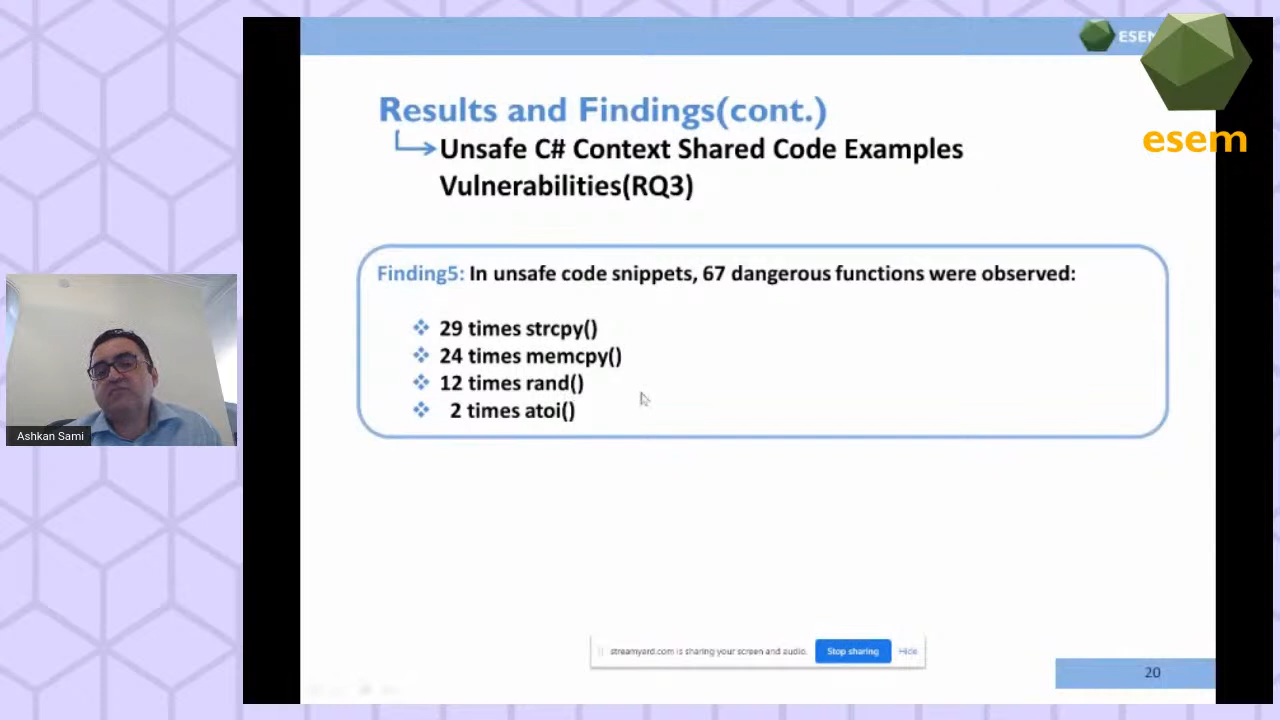 ESEM
esem
Results and Findings(cont.)
Unsafe C# Context Shared Code Examples
Vulnerabilities(RQ3)
Finding5: In unsafe code snippets, 67 dangerous functions were observed:
29 times strcpy()
24 times memcpy()
12 times rand()
2 times atoi()
Ashkan Sami
streamyard.com is sharing your screen and audio. Stop sharing Hide
20